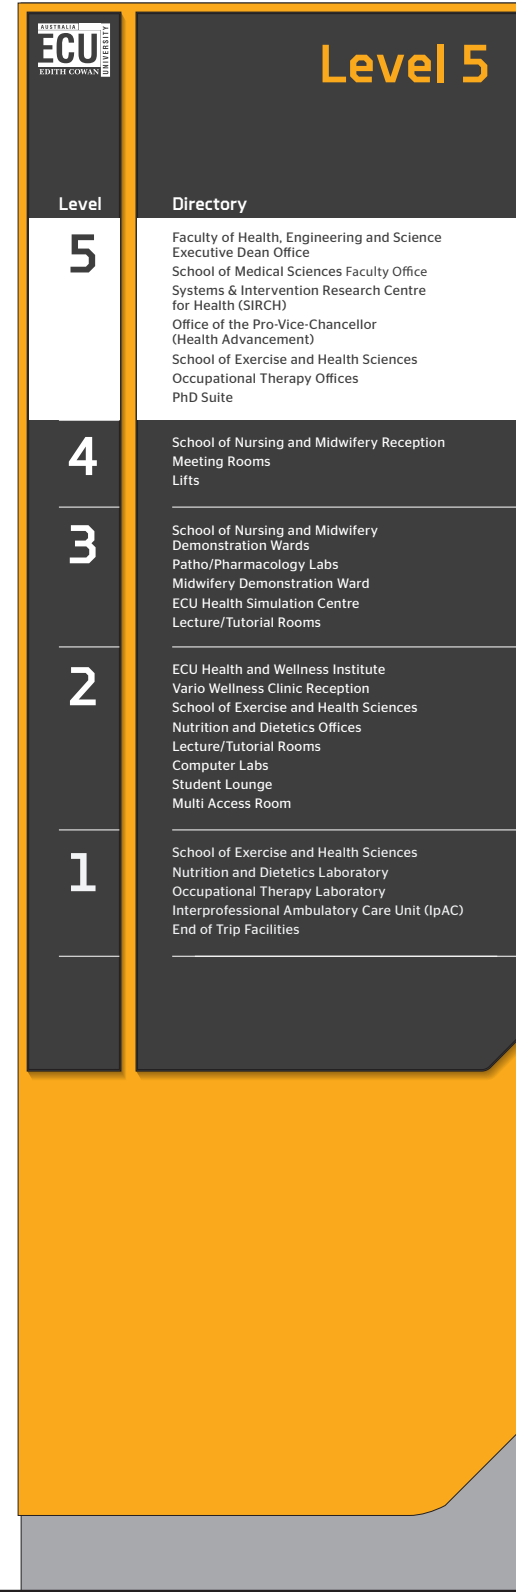 AUSTRALIA
ECU
EDITH COWAN
UNIVERSITY
Level 5
Level
Directory
5
Faculty of Health, Engineering and Science
Executive Dean Office
School of Medical Sciences Faculty Office
Systems & Intervention Research Centre
for Health (SIRCH)
Office of the Pro-Vice-Chancellor
(Health Advancement)
School of Exercise and Health Sciences
Occupational Therapy Offices
PhD Suite
4
School of Nursing and Midwifery Reception
Meeting Rooms
Lifts
3
School of Nursing and Midwifery
Demonstration Wards
Patho/Pharmacology Labs
Midwifery Demonstration Ward
ECU Health Simulation Centre
Lecture/Tutorial Rooms
2
ECU Health and Wellness Institute
Vario Wellness Clinic Reception
School of Exercise and Health Sciences
Nutrition and Dietetics Offices
Lecture/Tutorial Rooms
Computer Labs
Student Lounge
Multi Access Room
1
School of Exercise and Health Sciences
Nutrition and Dietetics Laboratory
Occupational Therapy Laboratory
Interprofessional Ambulatory Care Unit (IpAC)
End of Trip Facilities